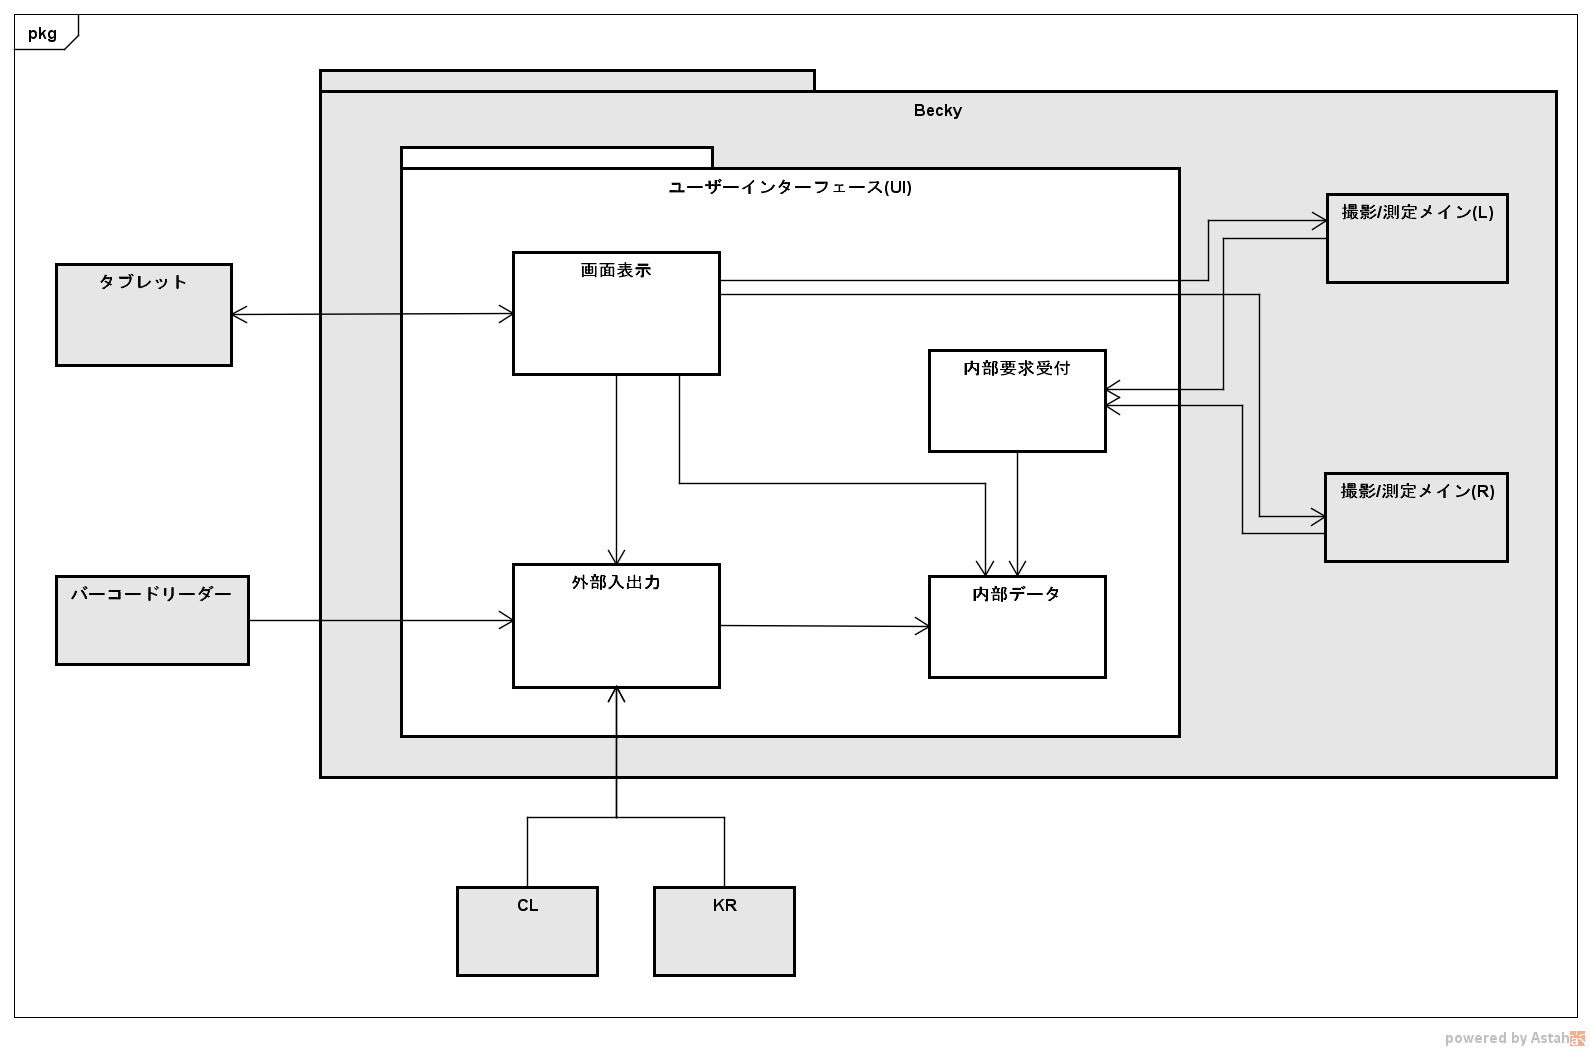 pkg
Becky
ユーザーインターフェース(UI)
撮影/測定メイン(L)
画面表示
タブレット
内部要求受付
撮影/測定メイン(R)
外部入出力
バーコードリーダー
内部データ
CL
KR
powered by Astah